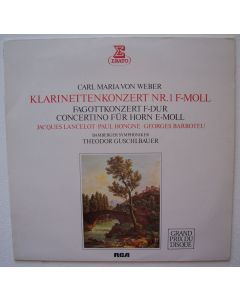 ERATO
CARL MARIA VON WEBER
KLARINETTENKONZERT NR.1 F-MOLL
FAGOTTKONZERT F-DUR
CONCERTINO FÜR HORN E-MOLL
JACQUES LANCELOT · PAUL HONGNE · GEORGES BARBOTEU
BAMBERGER SYMPHONIKER
THEODOR GUSCHLBAUER
GRAND
PRIX DU
DISQUE
RCA